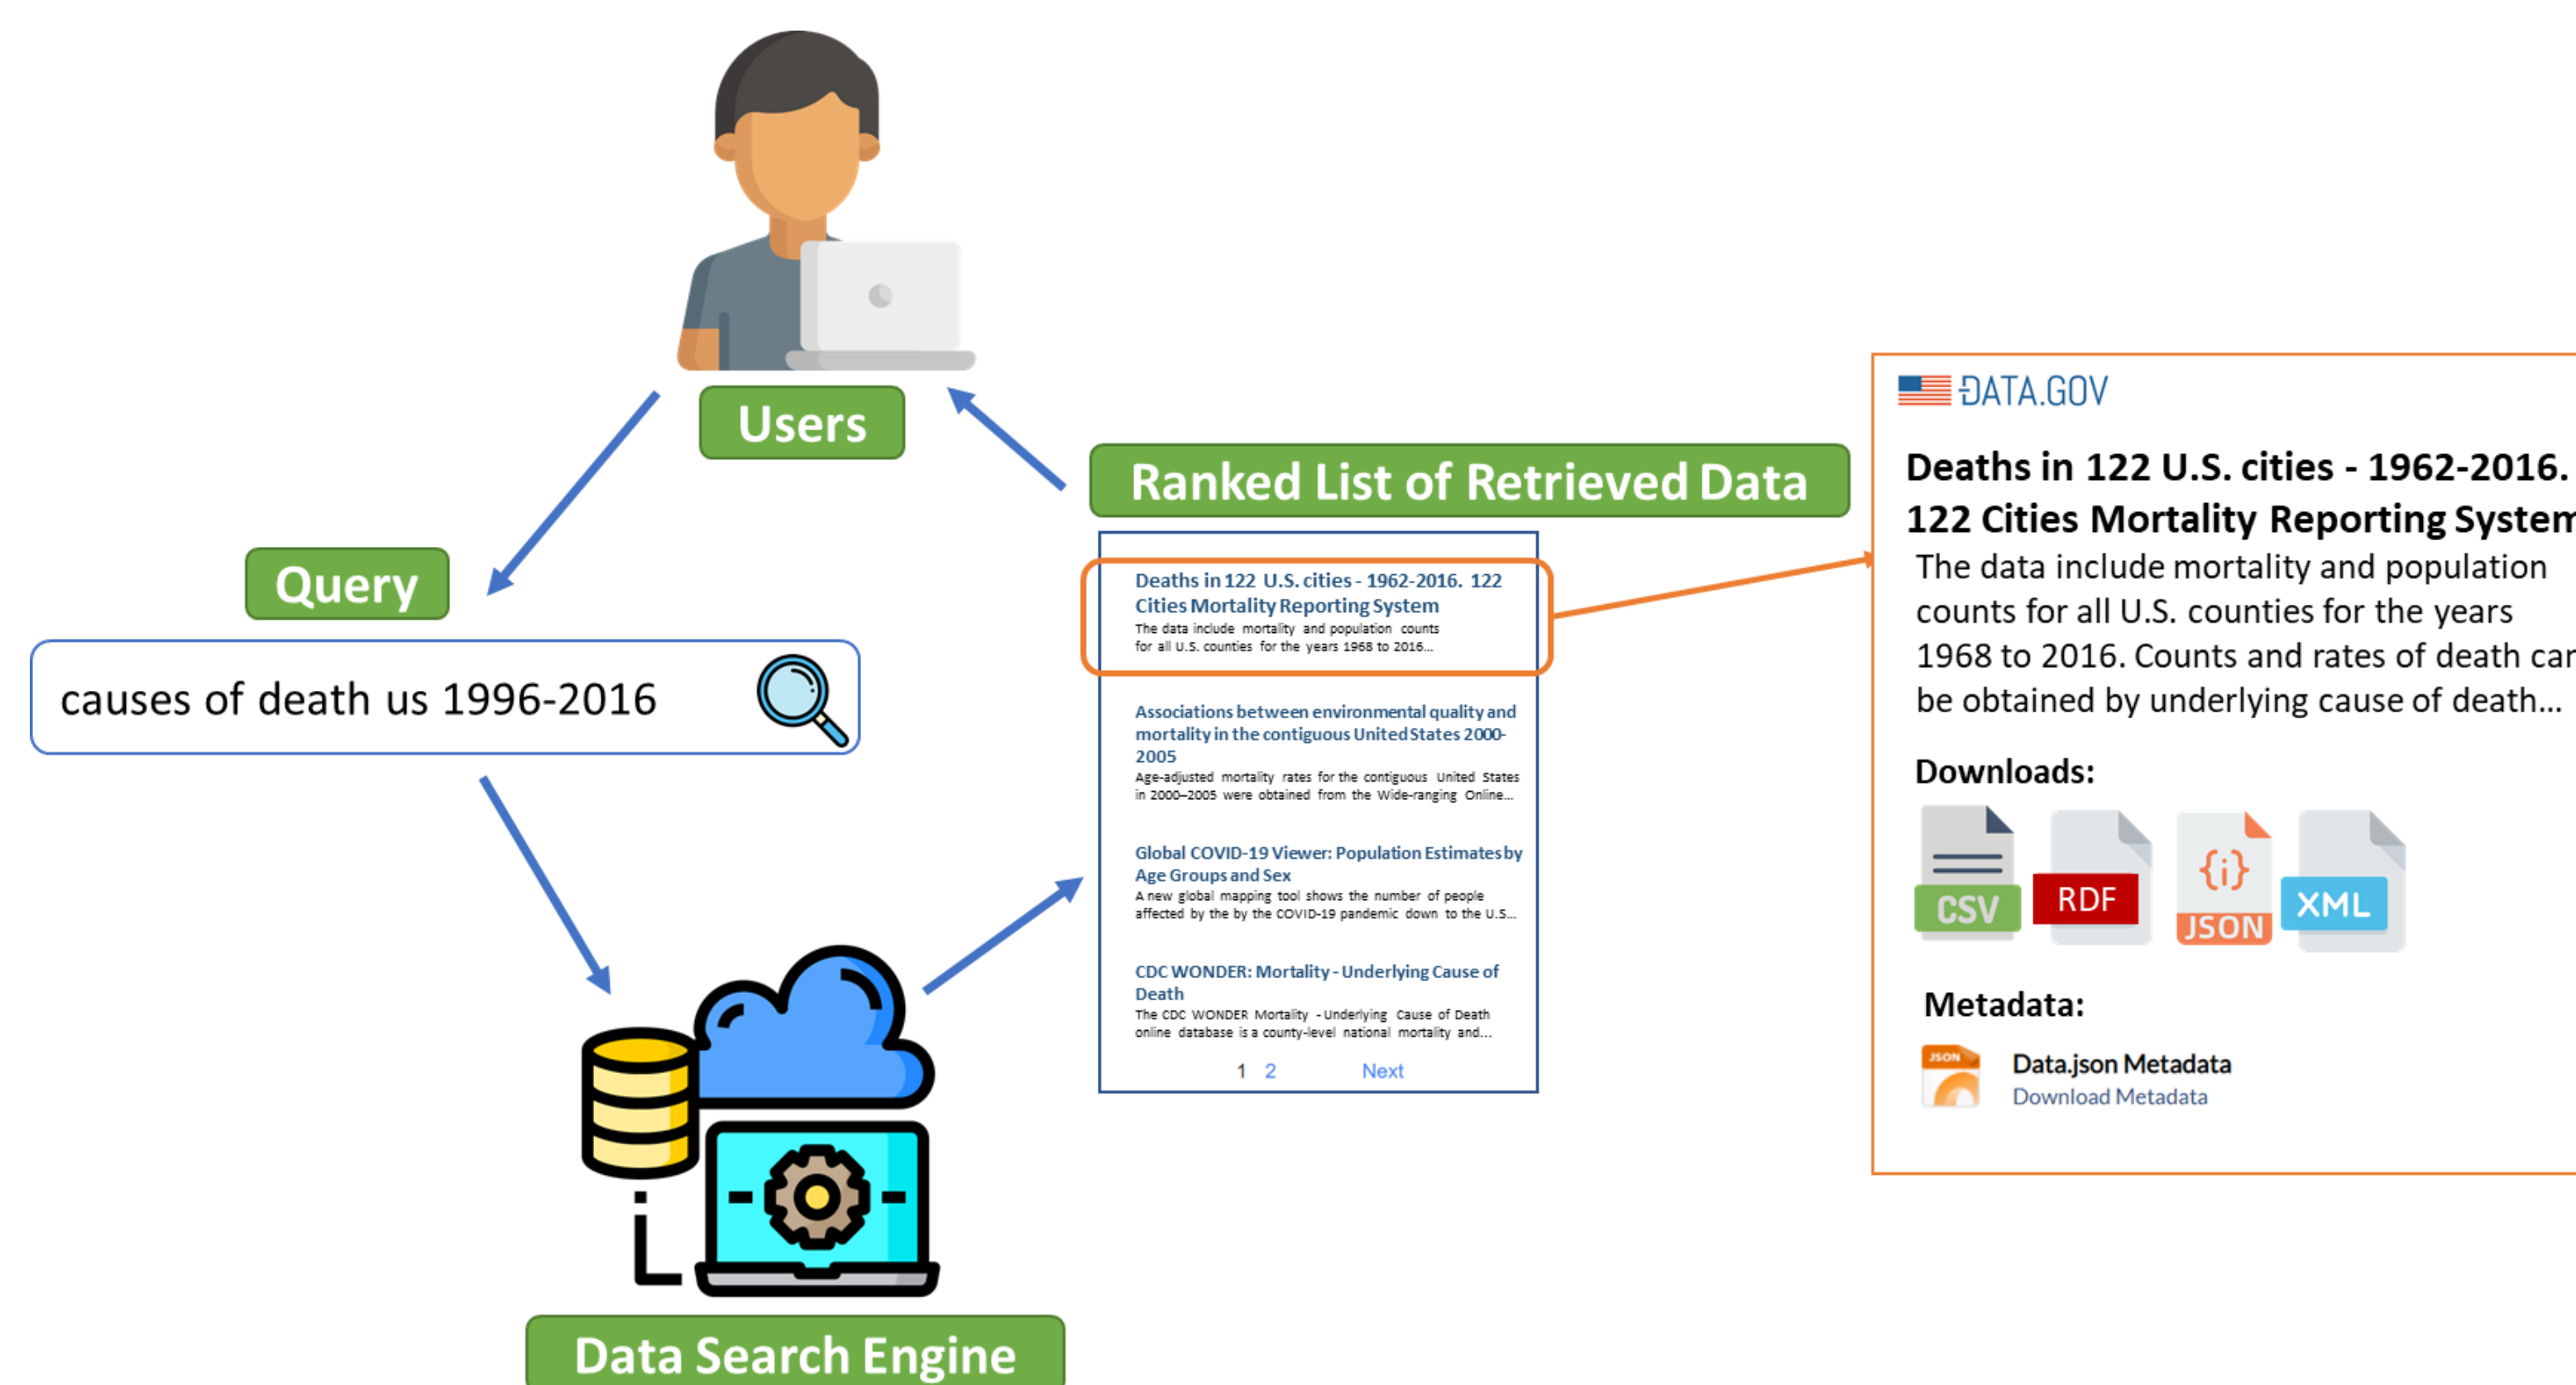 Users
Query
causes of death us 1996-2016
Data Search Engine
Ranked List of Retrieved Data
Deaths in 122 U.S. cities - 1962-2016. 122
Cities Mortality Reporting System
The data include mortality and population counts
for all U.S. counties for the years 1968 to 2016...
Associations between environmental quality and
mortality in the contiguous United States 2000-
2005
Age-adjusted mortality rates for the contiguous United States
in 2000–2005 were obtained from the Wide-ranging Online...
Global COVID-19 Viewer: Population Estimates by
Age Groups and Sex
A new global mapping tool shows the number of people
affected by the by the COVID-19 pandemic down to the U.S...
CDC WONDER: Mortality - Underlying Cause of
Death
The CDC WONDER Mortality - Underlying Cause of Death
online database is a county-level national mortality and...
1 2 Next
DATA.GOV
Deaths in 122 U.S. cities - 1962-2016.
122 Cities Mortality Reporting System
The data include mortality and population
counts for all U.S. counties for the years
1968 to 2016. Counts and rates of death can
be obtained by underlying cause of death...
Downloads:
CSV RDF {i} JSON XML
Metadata:
JSON
Data.json Metadata
Download Metadata